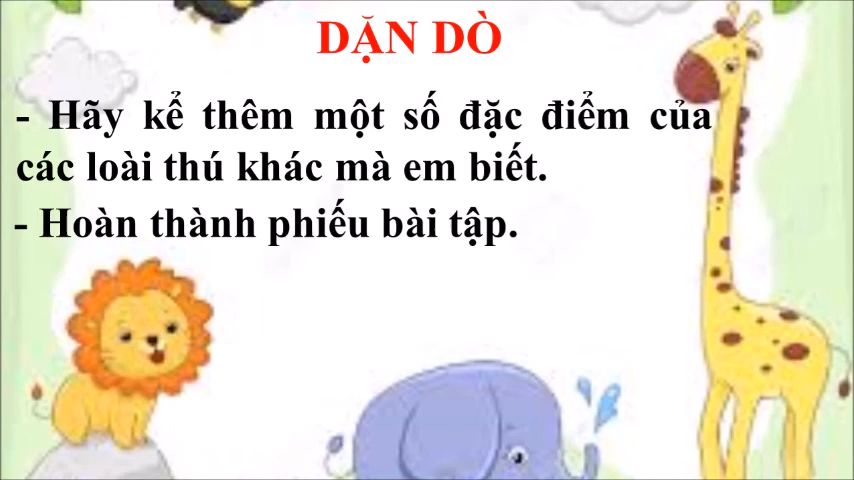 DẶN DÒ
- Hãy kể thêm một số đặc điểm của
các loài thú khác mà em biết.
- Hoàn thành phiếu bài tập.